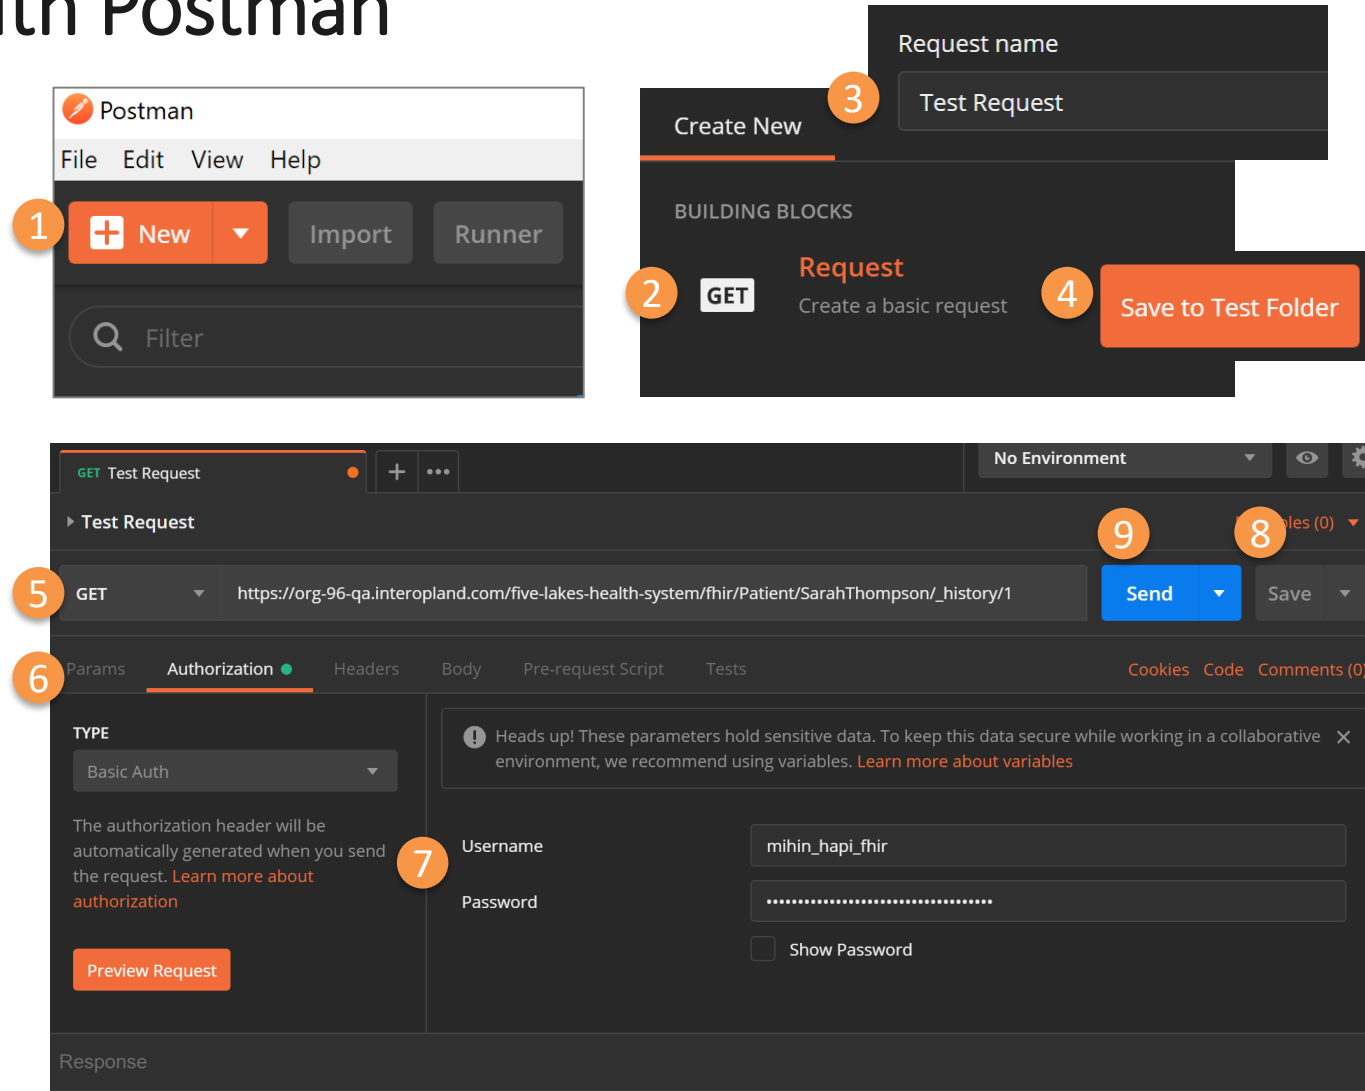 with Postman
Postman
File Edit View Help
1
New
Import
Runner
Filter
Request name
3
Test Request
Create New
BUILDING BLOCKS
2
GET
Request
Create a basic request
4
Save to Test Folder
GET Test Request
No Environment
Test Request
9
8
(0)
5
GET
https://org-96-qa.interopland.com/five-lakes-health-system/fhir/Patient/SarahThompson/_history/1
Send
Save
6
Params
Authorization
Headers
Body
Pre-request Script
Tests
Cookies Code Comments (0)
TYPE
Basic Auth
The authorization header will be
automatically generated when you send
the request. Learn more about
authorization
Preview Request
Heads up! These parameters hold sensitive data. To keep this data secure while working in a collaborative
environment, we recommend using variables. Learn more about variables
7
Username
mihin_hapi_fhir
Password
Show Password
Response